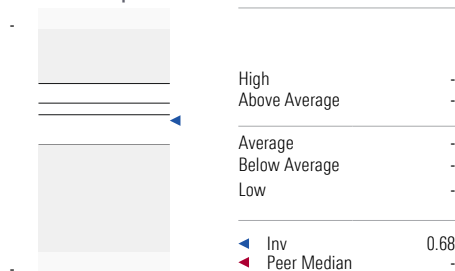 -
High -
Above Average -
Average -
Below Average -
Low -
Inv 0.68
-
Peer Median -